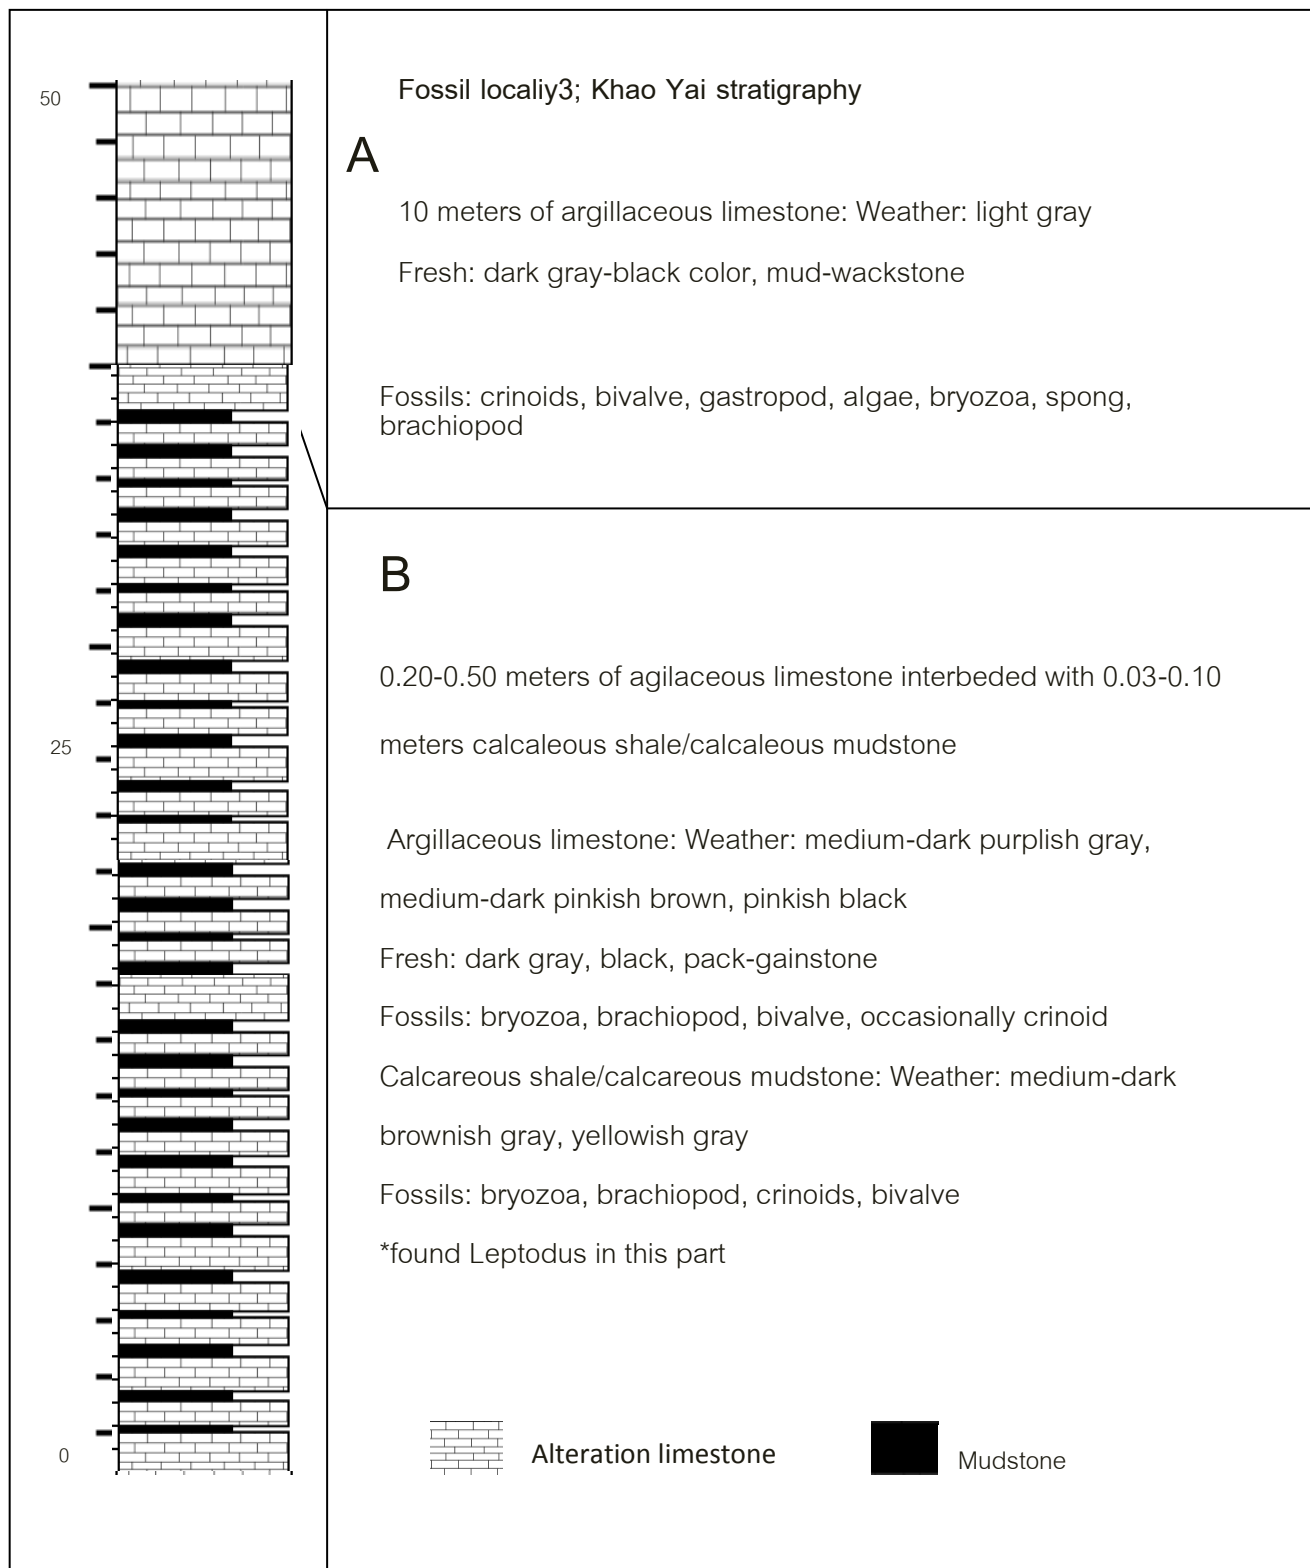 50
25
0
Fossil localiy3; Khao Yai stratigraphy
A
10 meters of argillaceous limestone: Weather: light gray
Fresh: dark gray-black color, mud-wackstone
Fossils: crinoids, bivalve, gastropod, algae, bryozoa, spong,
brachiopod
B
0.20-0.50 meters of agilaceous limestone interbeded with 0.03-0.10
meters calcaleous shale/calcaleous mudstone
Argillaceous limestone: Weather: medium-dark purplish gray,
medium-dark pinkish brown, pinkish black
Fresh: dark gray, black, pack-gainstone
Fossils: bryozoa, brachiopod, bivalve, occasionally crinoid
Calcareous shale/calcareous mudstone: Weather: medium-dark
brownish gray, yellowish gray
Fossils: bryozoa, brachiopod, crinoids, bivalve
*found Leptodus in this part
Alteration limestone
Mudstone